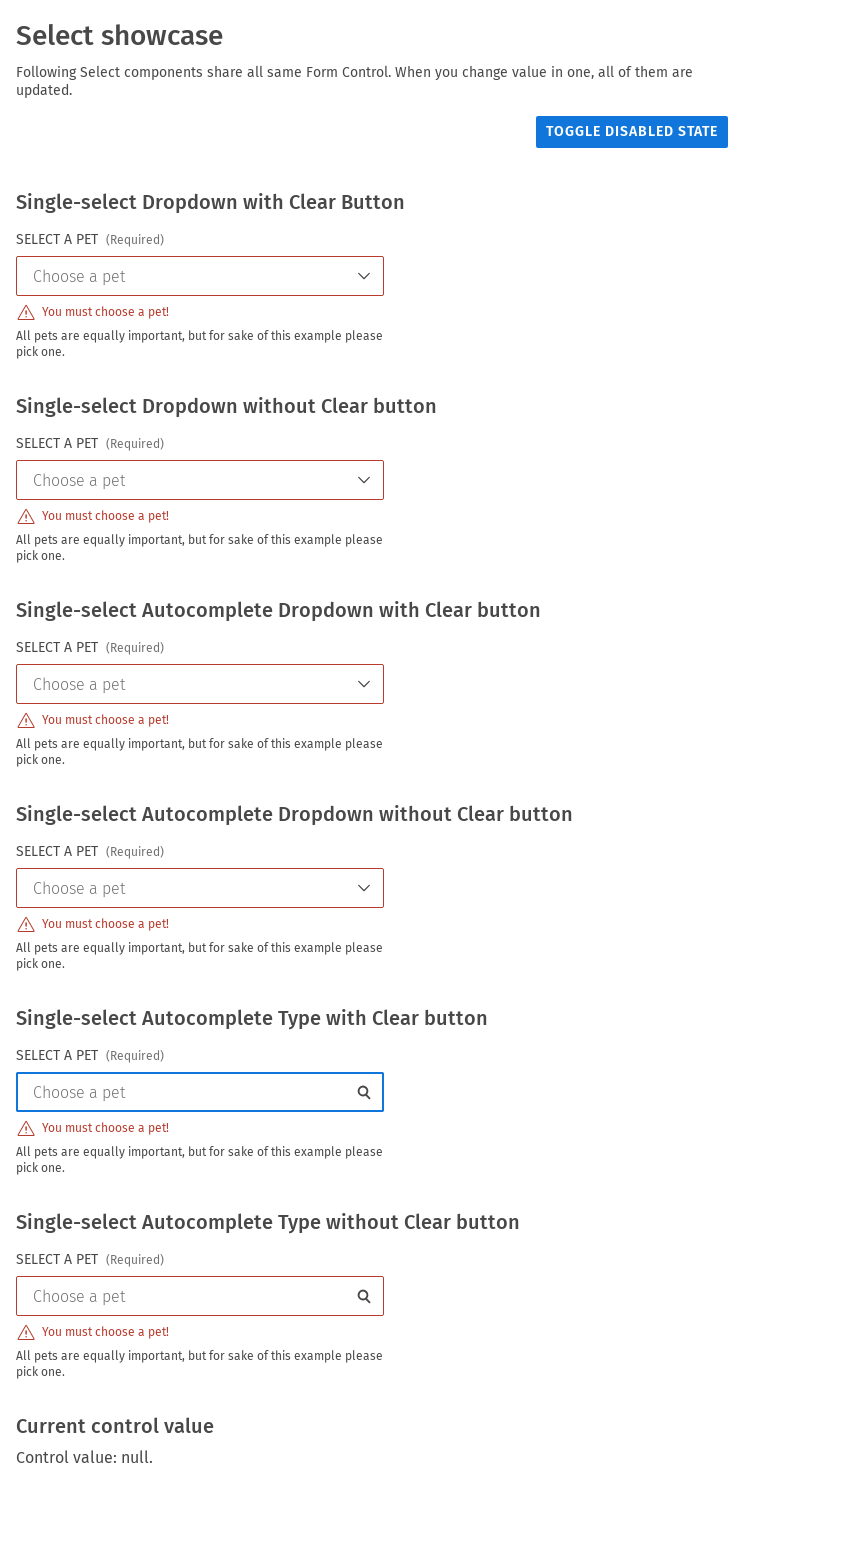 Select showcase
Following Select components share all same Form Control. When you change value in one, all of them are
updated.
TOGGLE DISABLED STATE
Single-select Dropdown with Clear Button
SELECT A PET (Required)
Choose a pet
You must choose a pet!
All pets are equally important, but for sake of this example please
pick one.
Single-select Dropdown without Clear button
SELECT A PET (Required)
Choose a pet
You must choose a pet!
All pets are equally important, but for sake of this example please
pick one.
Single-select Autocomplete Dropdown with Clear button
SELECT A PET (Required)
Choose a pet
You must choose a pet!
All pets are equally important, but for sake of this example please
pick one.
Single-select Autocomplete Dropdown without Clear button
SELECT A PET (Required)
Choose a pet
You must choose a pet!
All pets are equally important, but for sake of this example please
pick one.
Single-select Autocomplete Type with Clear button
SELECT A PET (Required)
Choose a pet
You must choose a pet!
All pets are equally important, but for sake of this example please
pick one.
Single-select Autocomplete Type without Clear button
SELECT A PET (Required)
Choose a pet
You must choose a pet!
All pets are equally important, but for sake of this example please
pick one.
Current control value
Control value: null.